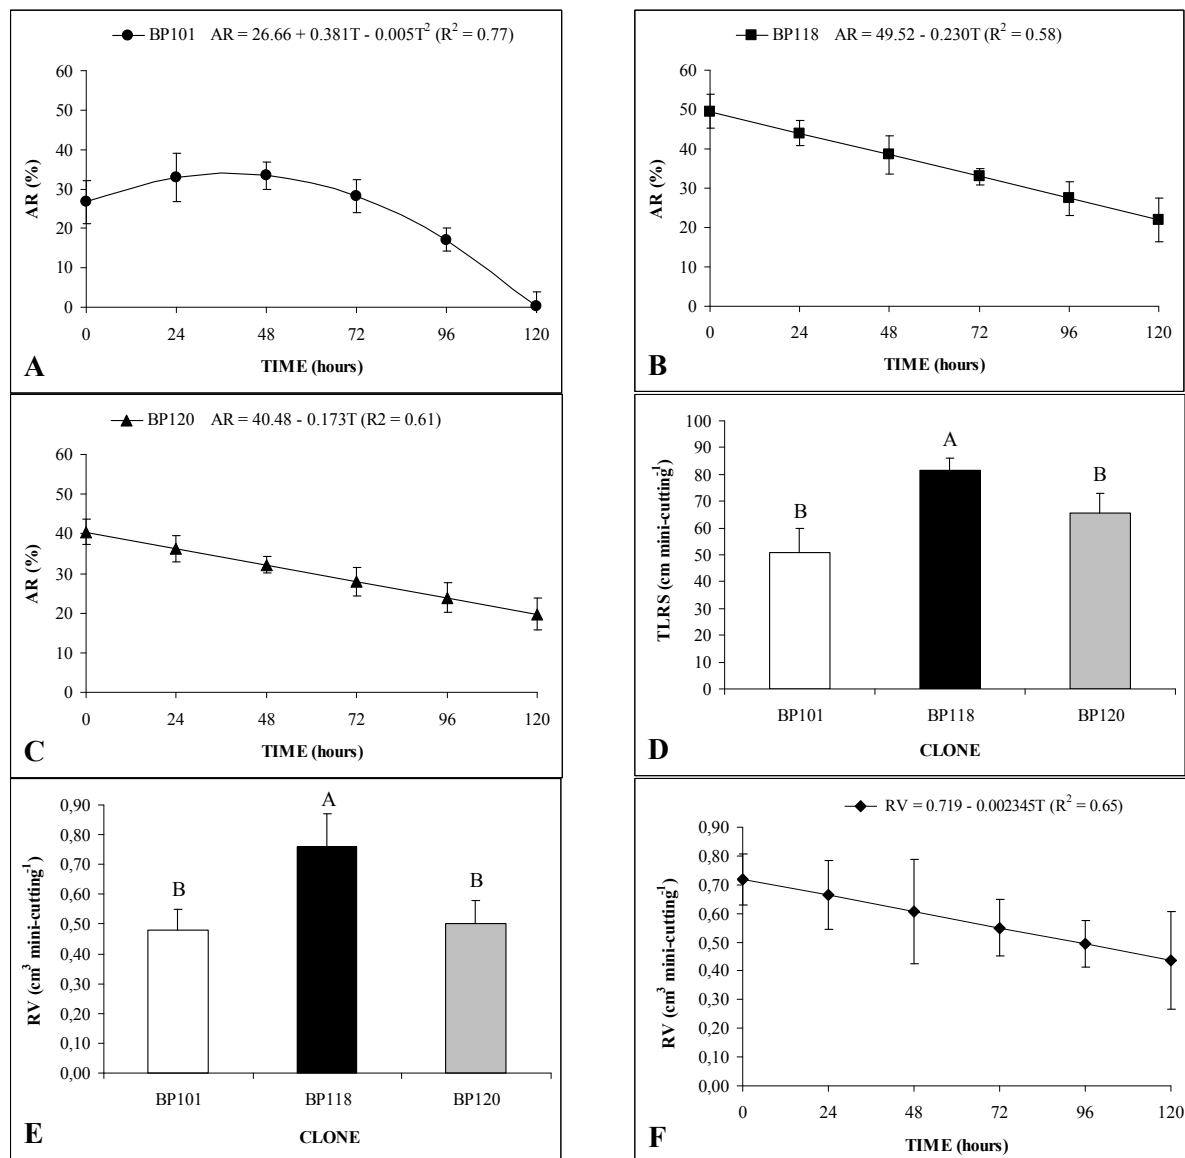 BP101 AR = 26.66 + 0.381T - 0.005T² (R² = 0.77)
60
50
40
30
20
10
0
AR (%)
0 24 48 72 96 120
TIME (hours)
A
BP118 AR = 49.52 - 0.230T (R² = 0.58)
60
50
40
30
20
10
0
AR (%)
0 24 48 72 96 120
TIME (hours)
B
BP120 AR = 40.48 - 0.173T (R2 = 0.61)
60
50
40
30
20
10
0
AR (%)
0 24 48 72 96 120
TIME (hours)
C
100
90
80
70
60
50
40
30
20
10
0
TLRS (cm mini-cutting⁻¹)
B
A
B
BP101 BP118 BP120
CLONE
D
0,90
0,80
0,70
0,60
0,50
0,40
0,30
0,20
0,10
0,00
RV (cm³ mini-cutting⁻¹)
B
A
B
BP101 BP118 BP120
CLONE
E
RV = 0.719 - 0.002345T (R² = 0.65)
0,90
0,80
0,70
0,60
0,50
0,40
0,30
0,20
0,10
0,00
RV (cm³ mini-cutting⁻¹)
0 24 48 72 96 120
TIME (hours)
F